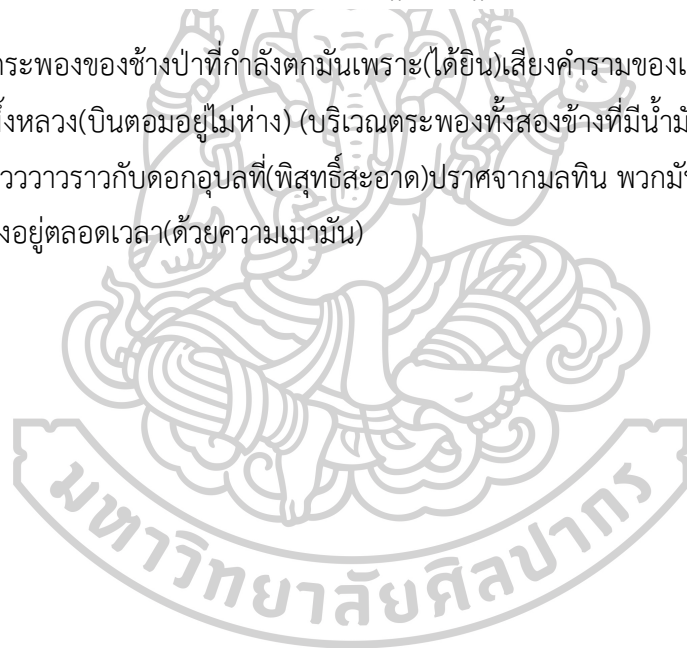 ตระพองของช้างป่าที่กำลังตกมันเพราะ(ได้ยิน)เสียงคำรามของเ
ึ้งหลวง(บินตอมอยู่ไม่ห่าง) (บริเวณตระพองทั้งสองข้างที่มีน้ำมั
วววาวราวกับดอกอุบลที่(พิสุทธิ์สะอาด)ปราศจากมลทิน พวกมั
งอยู่ตลอดเวลา(ด้วยความเมามัน)
มหาวิทยาลัยศิลปากร